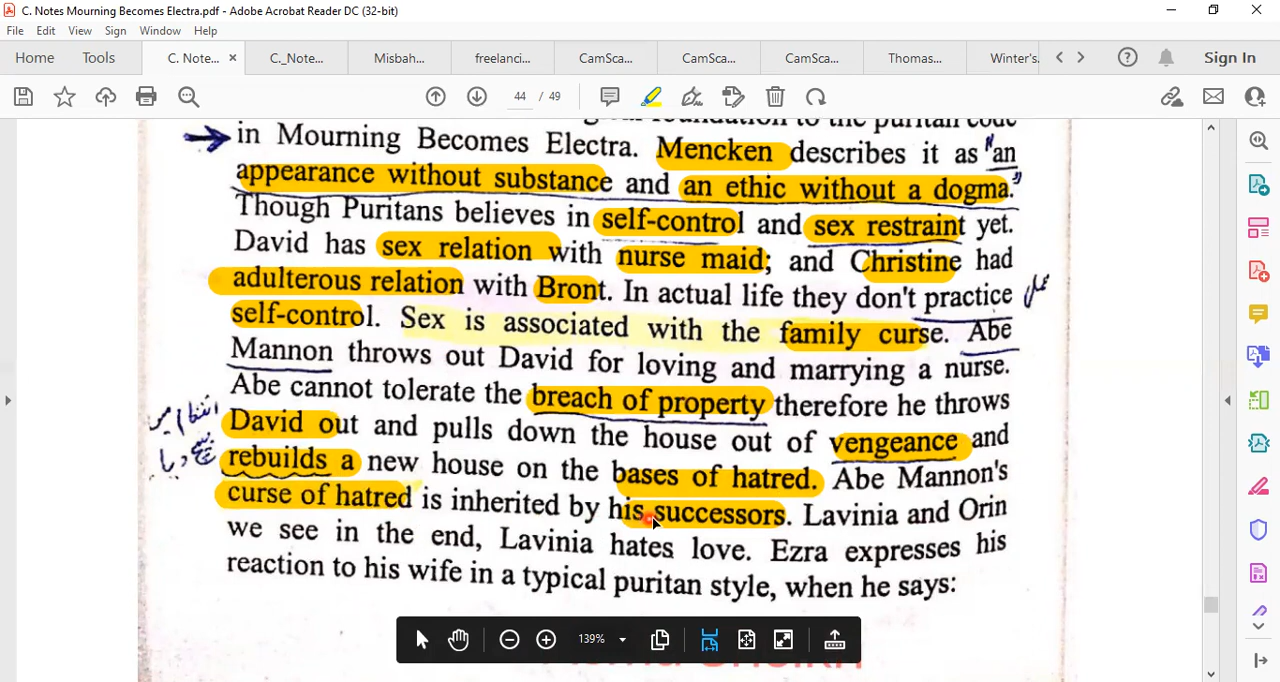 C. Notes Mourning Becomes Electra.pdf - Adobe Acrobat Reader DC (32-bit)
File Edit View Sign Window Help
Home Tools C. Note... × C._Note... Misbah... freelanci... CamSca... CamSca... CamSca... Thomas... Winter's Sign In
44 / 49
in Mourning Becomes Electra. Mencken describes it as "an
appearance without substance and an ethic without a dogma."
Though Puritans believes in self-control and sex restraint yet.
David has sex relation with nurse maid; and Christine had
adulterous relation with Bront. In actual life they don't practice
self-control. Sex is associated with the family curse. Abe
Mannon throws out David for loving and marrying a nurse.
Abe cannot tolerate the breach of property therefore he throws
David out and pulls down the house out of vengeance and
rebuilds a new house on the bases of hatred. Abe Mannon's
curse of hatred is inherited by his successors. Lavinia and Orin
we see in the end, Lavinia hates love. Ezra expresses his
reaction to his wife in a typical puritan style, when he says:
139%